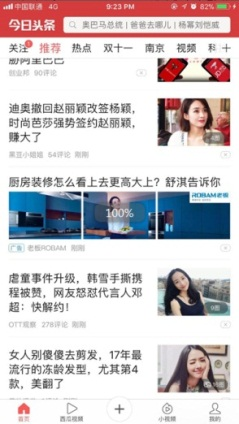 中国联通 4G 9:23 PM
今日头条 奥巴马总统 | 爸爸去哪儿 | 杨幂刘恺威
关注 推荐 热点 双十一 南京 视频
胁阿里巴巴
创业邦 90评论 刚刚
迪奥撤回赵丽颖改签杨颖，
时尚芭莎强势签约赵丽颖，
赚大了
黑豆小姐姐 54评论 刚刚
厨房装修怎么看上去更高大上？舒淇告诉你
100%
ROBAM老板
广告 老板ROBAM 刚刚
虐童事件升级，韩雪手撕携
程被赞，网友怒怼代言人邓
超：快解约！
OTT观察 278评论 刚刚
9图
女人别傻傻去剪发，17年最
流行的冻龄发型，尤其第4
款，美翻了
首页 西瓜视频 小视频 我的